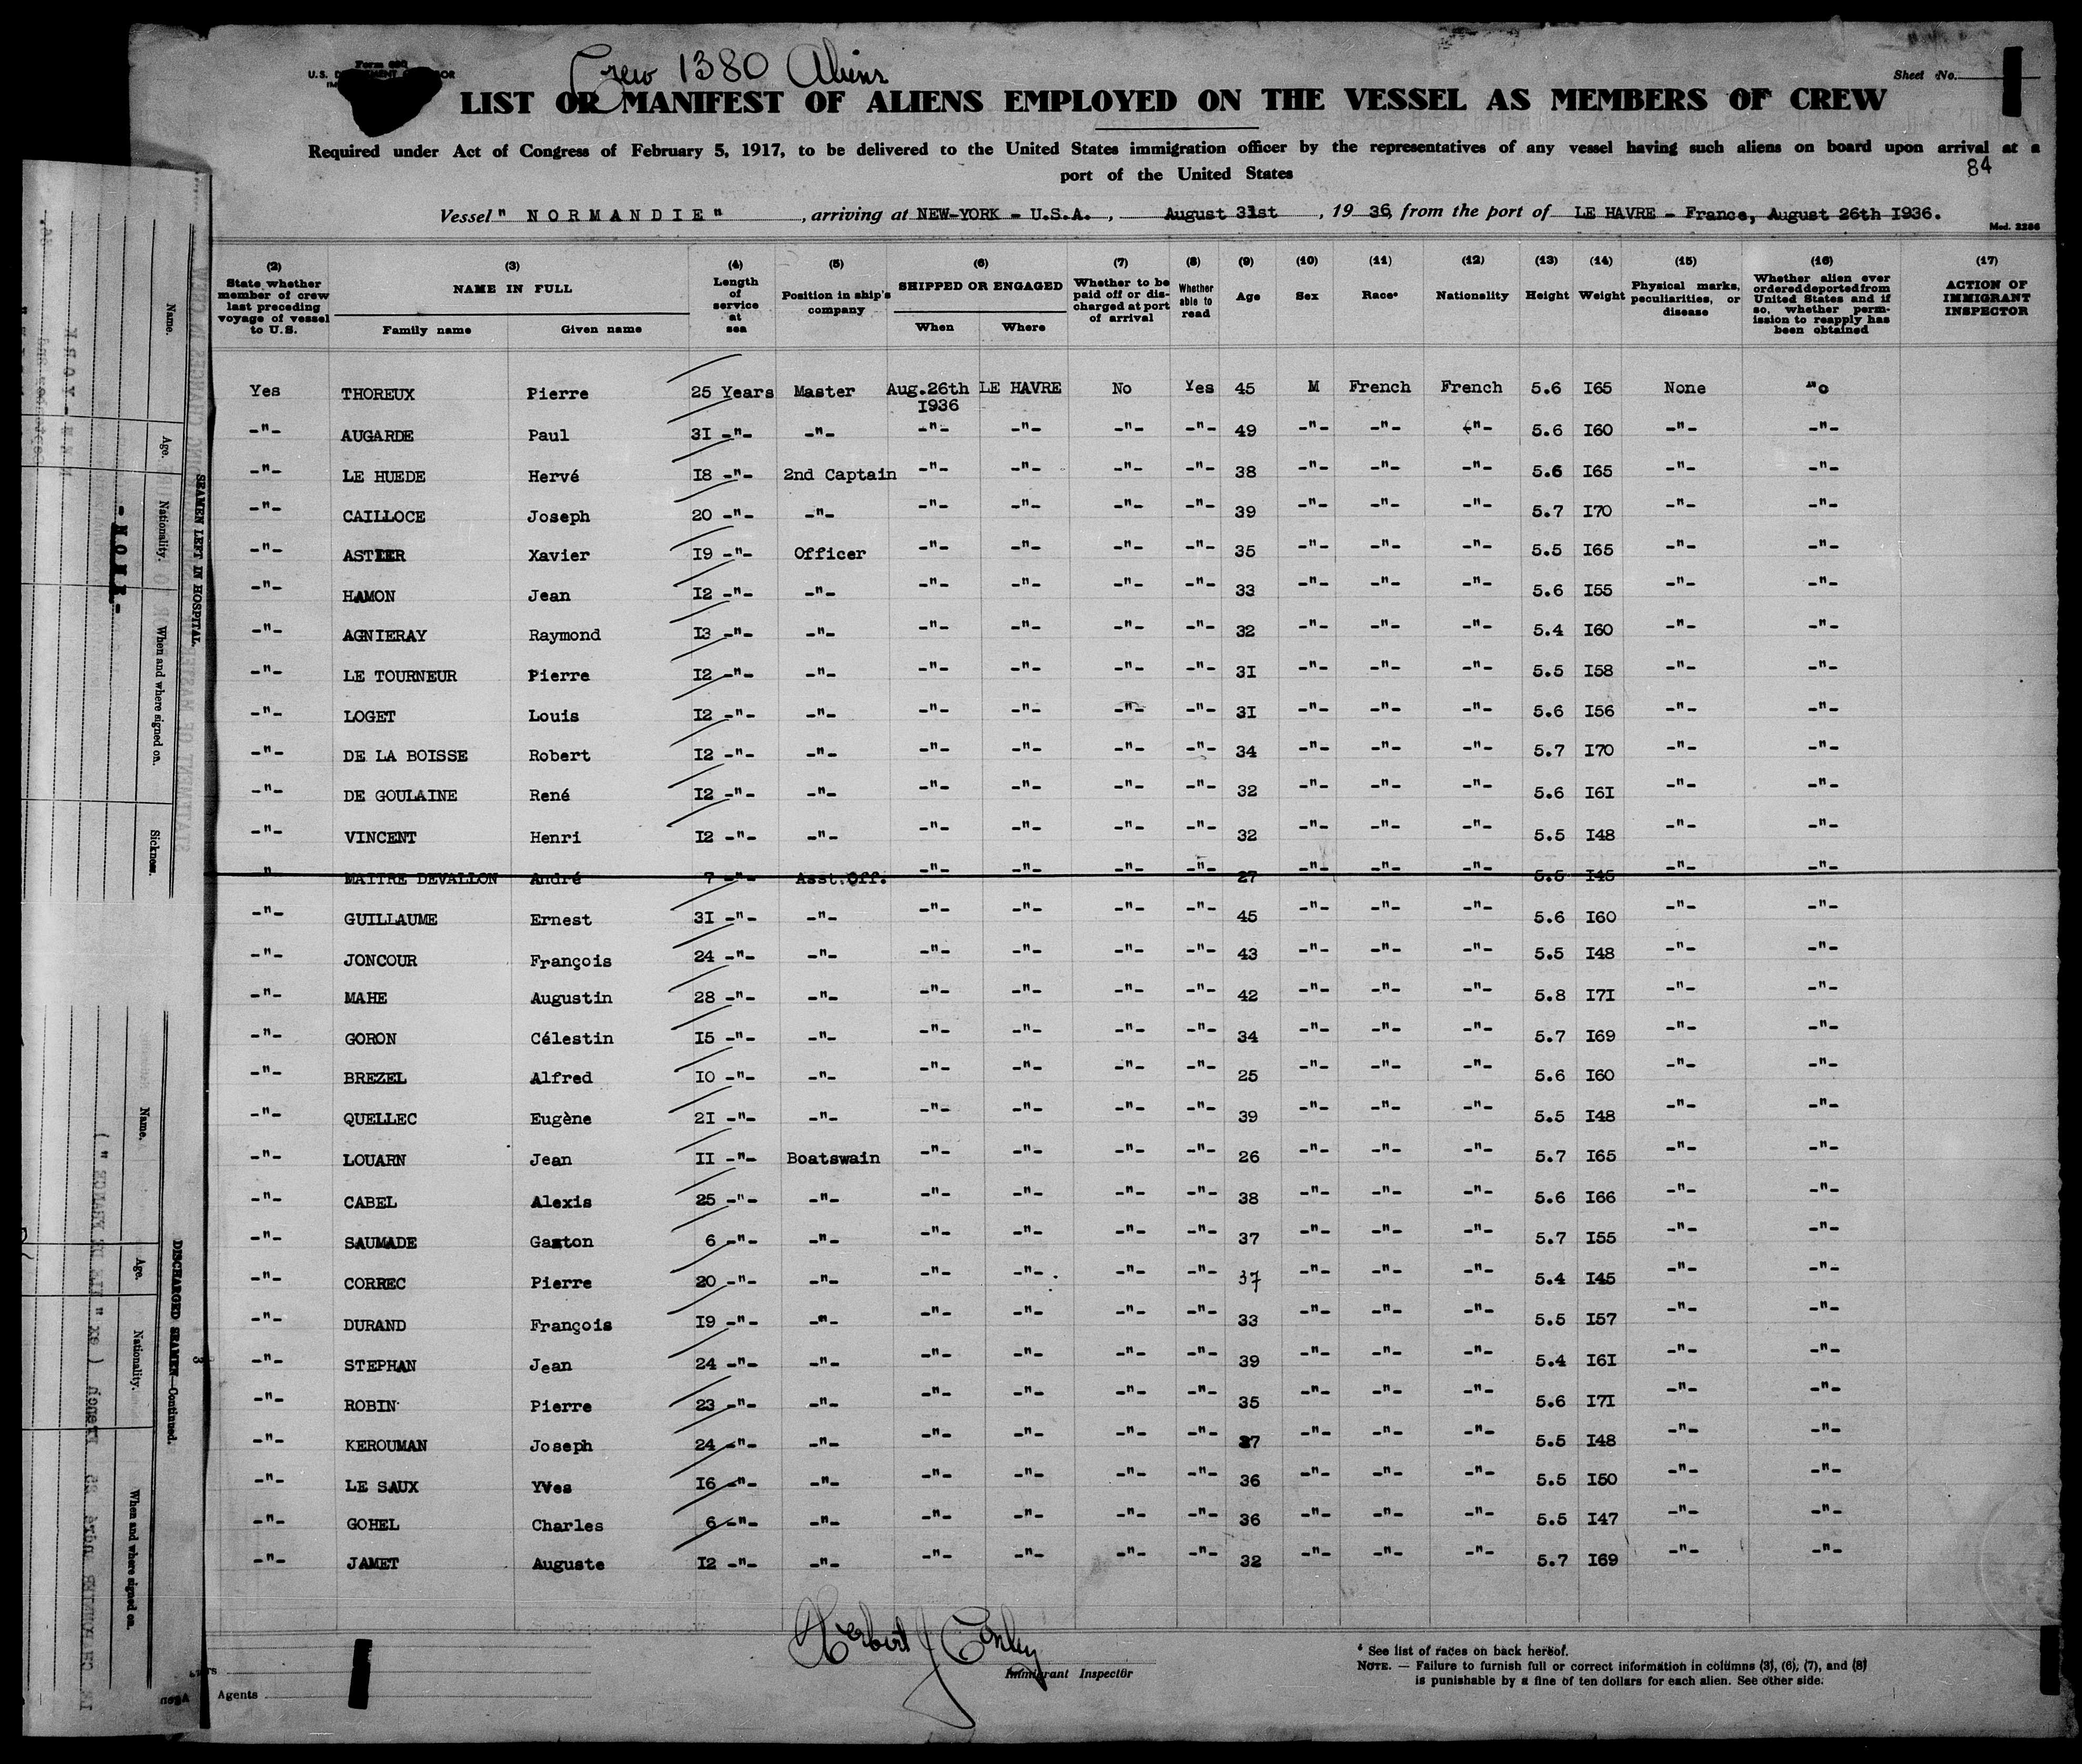 Crew 1380 Aliens
Form 680
Sheet No.
LIST OR MANIFEST OF ALIENS EMPLOYED ON THE VESSEL AS MEMBERS OF CREW
Required under Act of Congress of February 5, 1917, to be delivered to the United States immigration officer by the representatives of any vessel having such aliens on board upon arrival at a
port of the United States
84
Vessel " NORMANDIE" , arriving at NEW-YORK - U.S.A. , August 31st , 19 36, from the port of LE HAVRE - France, August 26th I936.
Mod. 2286
(2) (3) (4) (5) (6) (7) (8) (9) (10) (11) (12) (13) (14) (15) (16) (17)
State whether member of crew last preceding voyage of vessel to U.S. NAME IN FULL Family name Given name Length of service at sea Position in ship's company SHIPPED OR ENGAGED When Where Whether to be paid off or discharged at port of arrival Whether able to read Age Sex Race* Nationality Height Weight Physical marks, peculiarities, or disease Whether alien ever ordered deported from United States and if so, whether permission to reapply has been obtained ACTION OF IMMIGRANT INSPECTOR
Yes THOREUX Pierre 25 Years Master Aug.26th I936 LE HAVRE No Yes 45 M French French 5.6 I65 None "o
-"- AUGARDE Paul 3I -"- -"- -"- -"- -"- -"- 49 -"- -"- -"- 5.6 I60 -"- -"-
-"- LE HUEDE Hervé I8 -"- 2nd Captain -"- -"- -"- -"- 38 -"- -"- -"- 5.6 I65 -"- -"-
-"- CAILLOCE Joseph 20 -"- -"- -"- -"- -"- -"- 39 -"- -"- -"- 5.7 I70 -"- -"-
-"- ASTIER Xavier I9 -"- Officer -"- -"- -"- -"- 35 -"- -"- -"- 5.5 I65 -"- -"-
-"- HAMON Jean I2 -"- -"- -"- -"- -"- -"- 33 -"- -"- -"- 5.6 I55 -"- -"-
-"- AGNIERAY Raymond I3 -"- -"- -"- -"- -"- -"- 32 -"- -"- -"- 5.4 I60 -"- -"-
-"- LE TOURNEUR Pierre I2 -"- -"- -"- -"- -"- -"- 3I -"- -"- -"- 5.5 I58 -"- -"-
-"- LOGET Louis I2 -"- -"- -"- -"- -"- -"- 3I -"- -"- -"- 5.6 I56 -"- -"-
-"- DE LA BOISSE Robert I2 -"- -"- -"- -"- -"- -"- 34 -"- -"- -"- 5.7 I70 -"- -"-
-"- DE GOULAINE René I2 -"- -"- -"- -"- -"- -"- 32 -"- -"- -"- 5.6 I6I -"- -"-
-"- VINCENT Henri I2 -"- -"- -"- -"- -"- -"- 32 -"- -"- -"- 5.5 I48 -"- -"-
" MAITRE DEVALLON André 7 -"- Asst.Off. -"- -"- -"- -"- 27 -"- -"- -"- 5.5 I45 -"- -"-
-"- GUILLAUME Ernest 3I -"- -"- -"- -"- -"- -"- 45 -"- -"- -"- 5.6 I60 -"- -"-
-"- JONCOUR François 24 -"- -"- -"- -"- -"- -"- 43 -"- -"- -"- 5.5 I48 -"- -"-
-"- MAHE Augustin 28 -"- -"- -"- -"- -"- -"- 42 -"- -"- -"- 5.8 I7I -"- -"-
-"- GORON Célestin I5 -"- -"- -"- -"- -"- -"- 34 -"- -"- -"- 5.7 I69 -"- -"-
-"- BREZEL Alfred I0 -"- -"- -"- -"- -"- -"- 25 -"- -"- -"- 5.6 I60 -"- -"-
-"- QUELLEC Eugène 2I -"- -"- -"- -"- -"- -"- 39 -"- -"- -"- 5.5 I48 -"- -"-
-"- LOUARN Jean II -"- Boatswain -"- -"- -"- -"- 26 -"- -"- -"- 5.7 I65 -"- -"-
-"- CABEL Alexis 25 -"- -"- -"- -"- -"- -"- 38 -"- -"- -"- 5.6 I66 -"- -"-
-"- SAUMADE Gaston 6 -"- -"- -"- -"- -"- -"- 37 -"- -"- -"- 5.7 I55 -"- -"-
-"- CORREC Pierre 20 -"- -"- -"- -"- -"- -"- 37 -"- -"- -"- 5.4 I45 -"- -"-
-"- DURAND François I9 -"- -"- -"- -"- -"- -"- 33 -"- -"- -"- 5.5 I57 -"- -"-
-"- STEPHAN Jean 24 -"- -"- -"- -"- -"- -"- 39 -"- -"- -"- 5.4 I6I -"- -"-
-"- ROBIN Pierre 23 -"- -"- -"- -"- -"- -"- 35 -"- -"- -"- 5.6 I7I -"- -"-
-"- KEROUMAN Joseph 24 -"- -"- -"- -"- -"- -"- 37 -"- -"- -"- 5.5 I48 -"- -"-
-"- LE SAUX YVes I6 -"- -"- -"- -"- -"- -"- 36 -"- -"- -"- 5.5 I50 -"- -"-
-"- GOHEL Charles 6 -"- -"- -"- -"- -"- -"- 36 -"- -"- -"- 5.5 I47 -"- -"-
-"- JAMET Auguste I2 -"- -"- -"- -"- -"- -"- 32 -"- -"- -"- 5.7 I69 -"- -"-
Herbert J Conley
Immigrant Inspector
Agents
* See list of races on back hereof.
NOTE. — Failure to furnish full or correct information in columns (3), (6), (7), and (8)
is punishable by a fine of ten dollars for each alien. See other side.
SEAMEN LEFT IN HOSPITAL
Name. Age. Nationality. When and where signed on. Sickness.
- NONE -
DISCHARGED SEAMEN—Continued.
Name. Age. Nationality. When and where signed on.